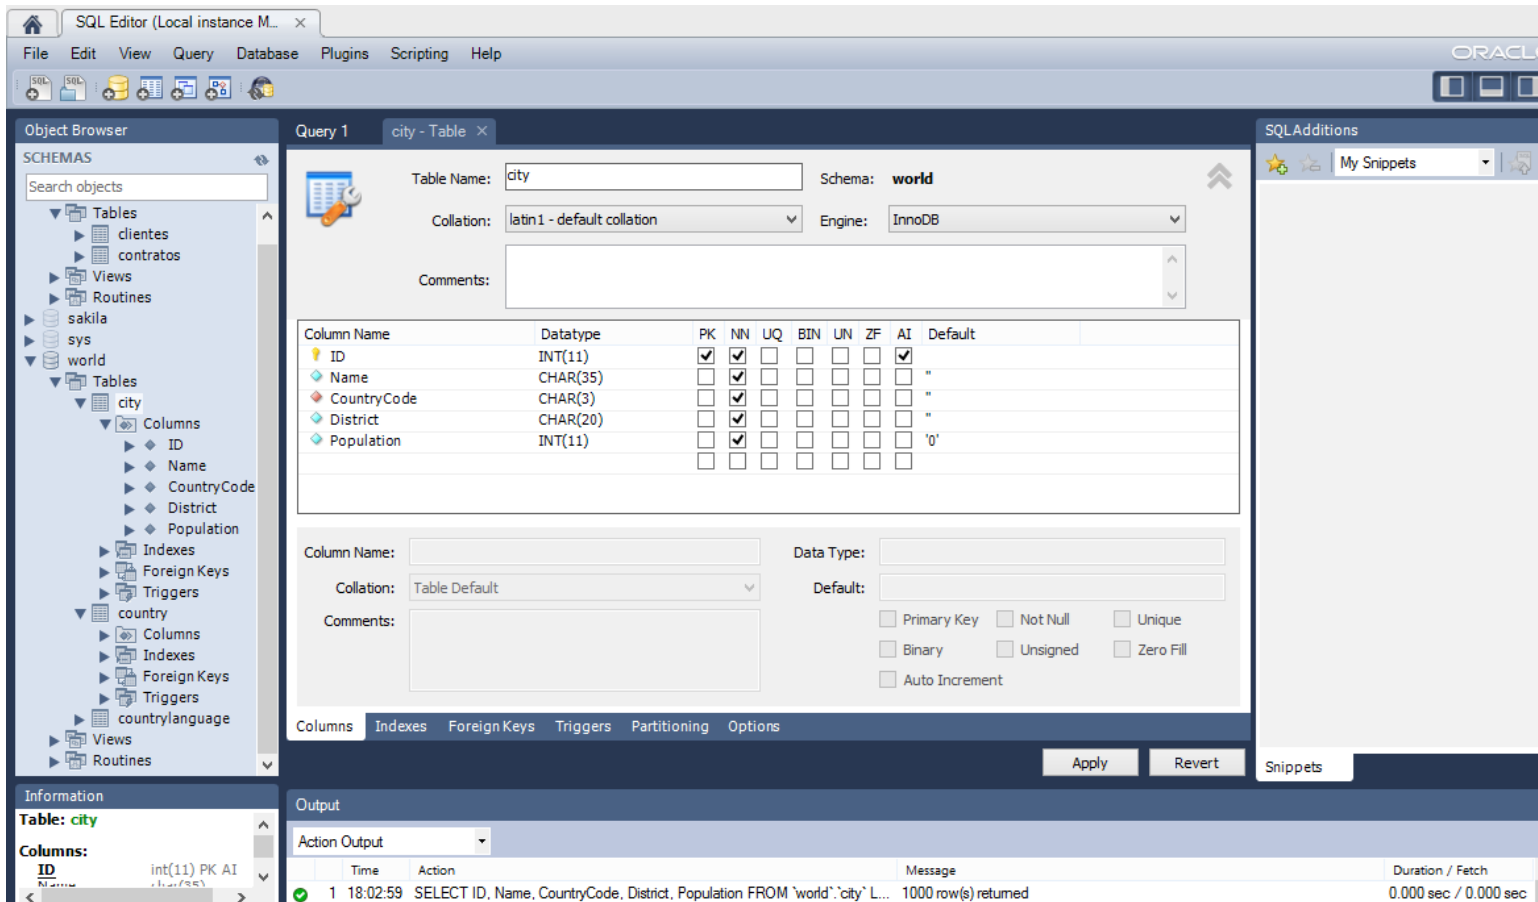 SQL Editor (Local instance M...
File Edit View Query Database Plugins Scripting Help
Object Browser
SCHEMAS
Search objects
Tables
clientes
contratos
Views
Routines
sakila
sys
world
Tables
city
Columns
ID
Name
CountryCode
District
Population
Indexes
Foreign Keys
Triggers
country
Columns
Indexes
Foreign Keys
Triggers
countrylanguage
Views
Routines
Information
Table: city
Columns:
ID int(11) PK AI
Query 1 city - Table
Table Name: city Schema: world
Collation: latin1 - default collation Engine: InnoDB
Comments:
Column Name Datatype PK NN UQ BIN UN ZF AI Default
ID INT(11)
Name CHAR(35) ''
CountryCode CHAR(3) ''
District CHAR(20) ''
Population INT(11) '0'
Column Name: Data Type:
Collation: Table Default Default:
Comments: Primary Key Not Null Unique
Binary Unsigned Zero Fill
Auto Increment
Columns Indexes Foreign Keys Triggers Partitioning Options
Apply Revert
Output
Action Output
Time Action Message Duration / Fetch
1 18:02:59 SELECT ID, Name, CountryCode, District, Population FROM `world`.`city` L... 1000 row(s) returned 0.000 sec / 0.000 sec
SQLAdditions
My Snippets
Snippets